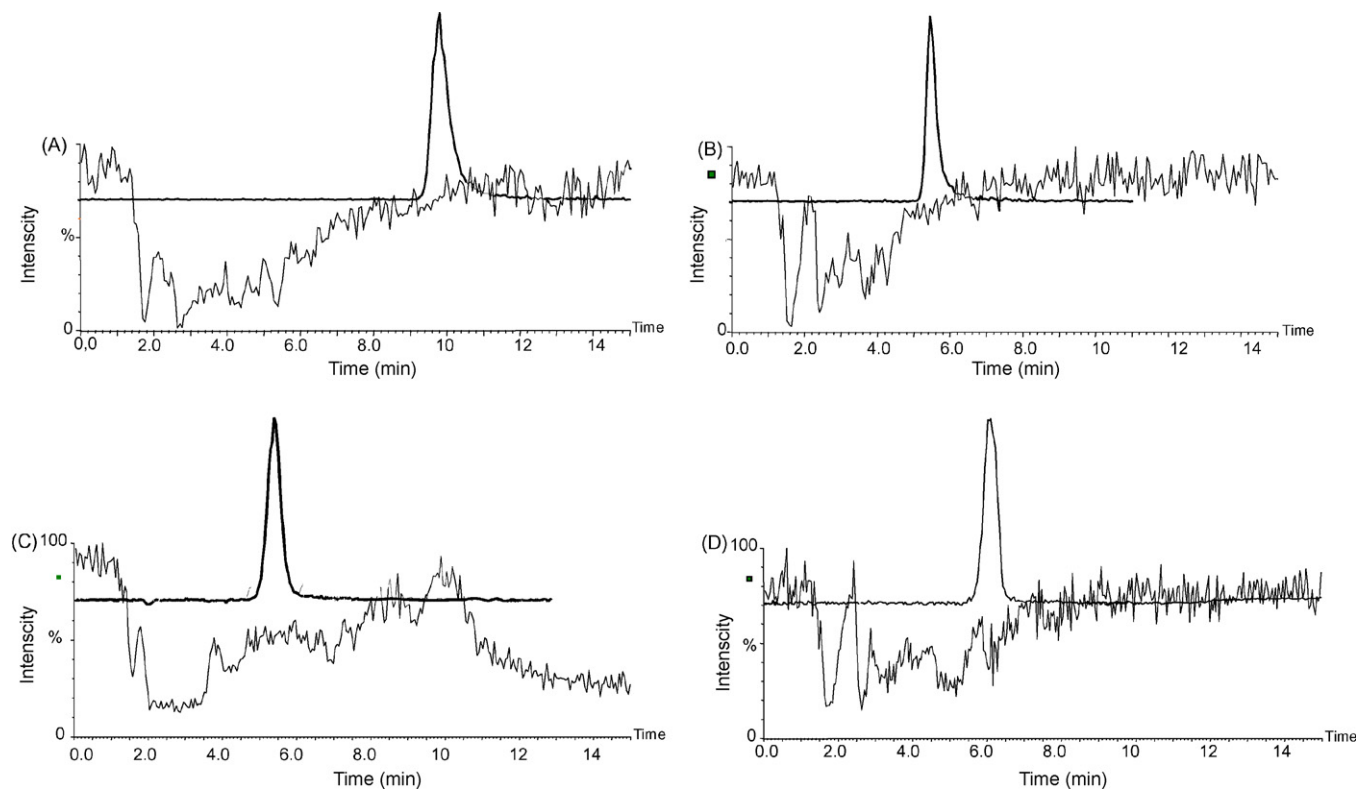 (A)
Intenscity
%
0
0,0 2.0 4.0 6.0 8.0 10 12 14
Time
Time (min)
(B)
Intenscity
%
0
0.0 2.0 4.0 6.0 8.0 10 12 14
Time
Time (min)
(C)
100
Intenscity
%
0
0.0 2.0 4.0 6.0 8.0 10 12 14
Time
Time (min)
(D)
100
Intenscity
%
0
0.0 2.0 4.0 6.0 8.0 10 12 14
Time
Time (min)